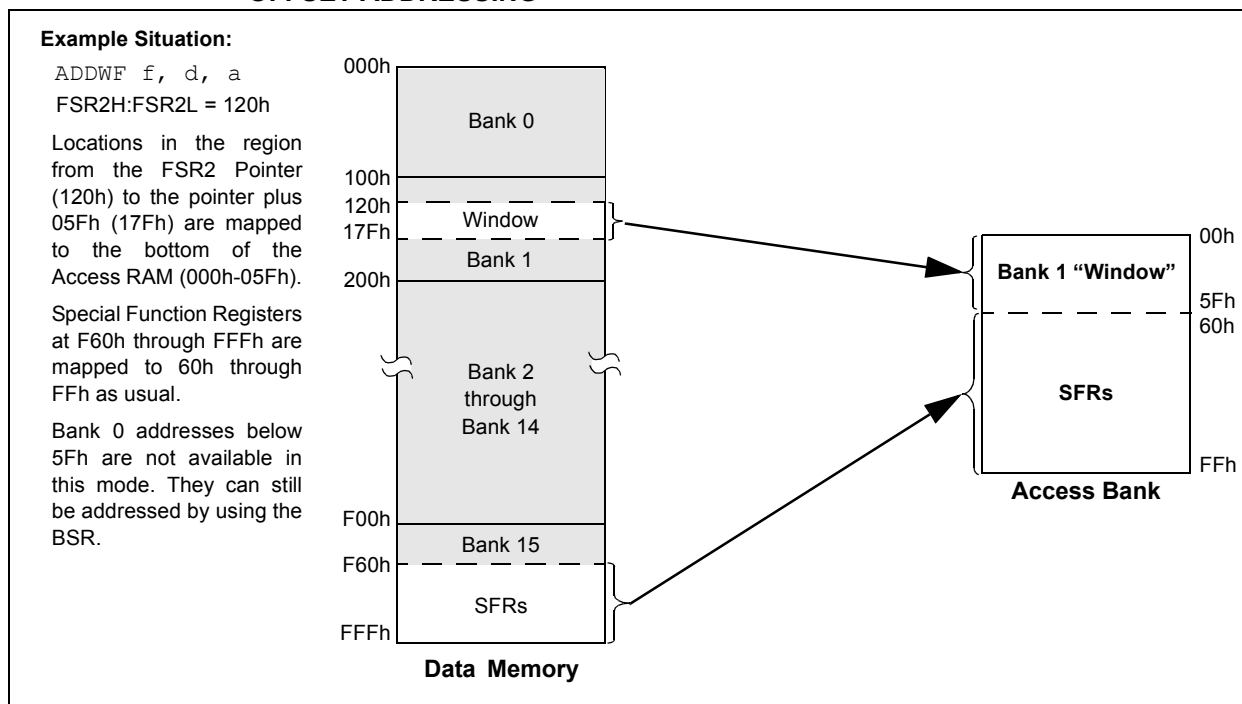 Example Situation:
ADDWF f, d, a
FSR2H:FSR2L = 120h
Locations in the region
from the FSR2 Pointer
(120h) to the pointer plus
05Fh (17Fh) are mapped
to the bottom of the
Access RAM (000h-05Fh).
Special Function Registers
at F60h through FFFh are
mapped to 60h through
FFh as usual.
Bank 0 addresses below
5Fh are not available in
this mode. They can still
be addressed by using the
BSR.
000h
Bank 0
100h
120h
Window
17Fh
Bank 1
200h
Bank 2
through
Bank 14
F00h
Bank 15
F60h
SFRs
FFFh
Data Memory
00h
Bank 1 “Window”
5Fh
60h
SFRs
FFh
Access Bank